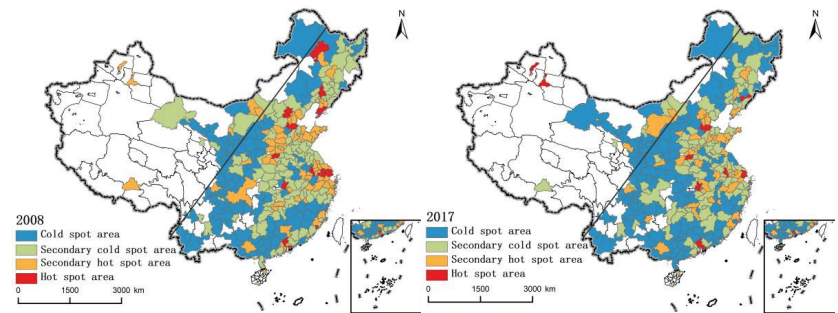 N
2008
Cold spot area
Secondary cold spot area
Secondary hot spot area
Hot spot area
0 1500 3000 km
N
2017
Cold spot area
Secondary cold spot area
Secondary hot spot area
Hot spot area
0 1500 3000 km